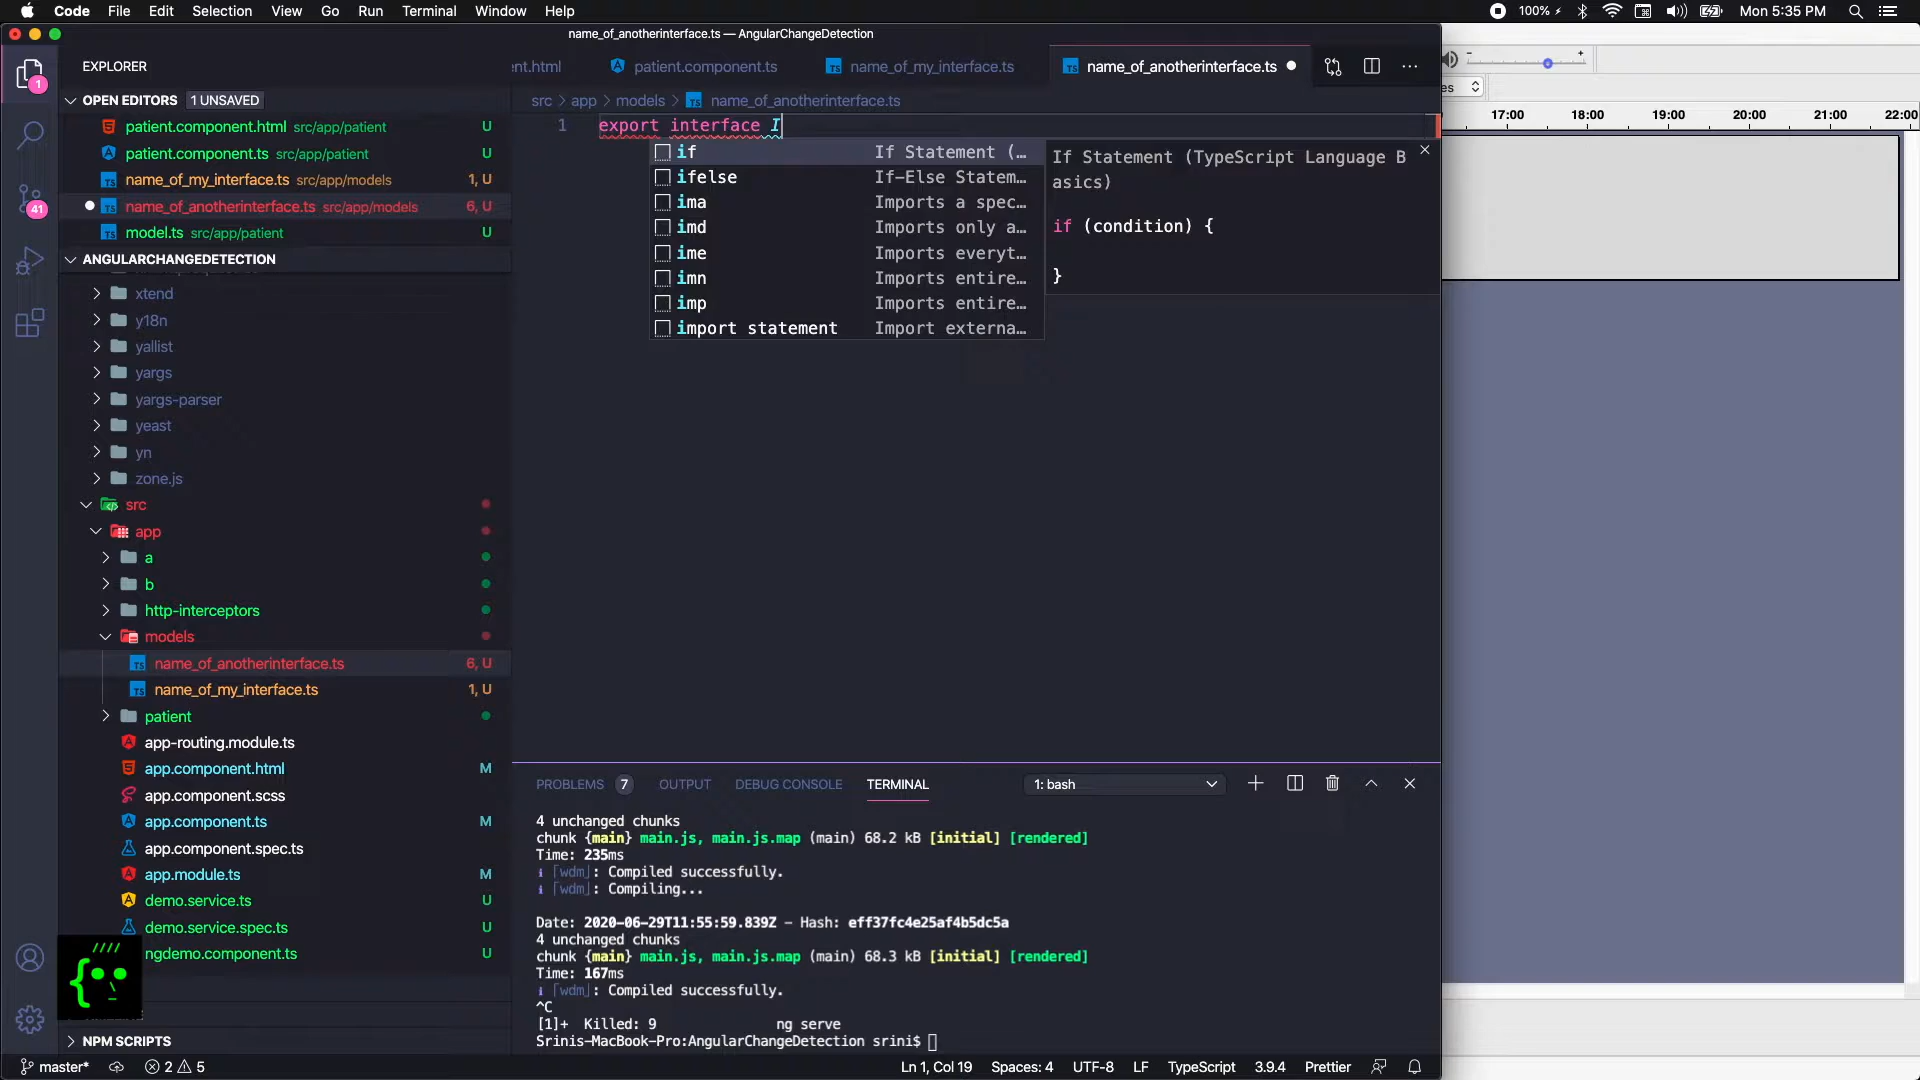 Code File Edit Selection View Go Run Terminal Window Help 100% Mon 5:35 PM
name_of_anotherinterface.ts — AngularChangeDetection
EXPLORER
nt.html patient.component.ts name_of_my_interface.ts name_of_anotherinterface.ts
OPEN EDITORS 1 UNSAVED
src > app > models > name_of_anotherinterface.ts
patient.component.html src/app/patient U
patient.component.ts src/app/patient U
name_of_my_interface.ts src/app/models 1, U
name_of_anotherinterface.ts src/app/models 6, U
model.ts src/app/patient U
1
41
1 export interface I
if If Statement (…
ifelse If-Else Statem…
ima Imports a spec…
imd Imports only a…
ime Imports everyt…
imn Imports entire…
imp Imports entire…
import statement Import externa…
If Statement (TypeScript Language B
asics)
if (condition) {
}
es
17:00 18:00 19:00 20:00 21:00 22:00
ANGULARCHANGEDETECTION
xtend
y18n
yallist
yargs
yargs-parser
yeast
yn
zone.js
src
app
a
b
http-interceptors
models
name_of_anotherinterface.ts 6, U
name_of_my_interface.ts 1, U
patient
app-routing.module.ts
app.component.html M
app.component.scss
app.component.ts M
app.component.spec.ts
app.module.ts M
demo.service.ts U
demo.service.spec.ts U
ngdemo.component.ts U
NPM SCRIPTS
PROBLEMS 7 OUTPUT DEBUG CONSOLE TERMINAL 1: bash
4 unchanged chunks
chunk {main} main.js, main.js.map (main) 68.2 kB [initial] [rendered]
Time: 235ms
ℹ ｢wdm｣: Compiled successfully.
ℹ ｢wdm｣: Compiling...
Date: 2020-06-29T11:55:59.839Z - Hash: eff37fc4e25af4b5dc5a
4 unchanged chunks
chunk {main} main.js, main.js.map (main) 68.3 kB [initial] [rendered]
Time: 167ms
ℹ ｢wdm｣: Compiled successfully.
^C
[1]+ Killed: 9 ng serve
Srinis-MacBook-Pro:AngularChangeDetection srini$
master* 2 5 Ln 1, Col 19 Spaces: 4 UTF-8 LF TypeScript 3.9.4 Prettier